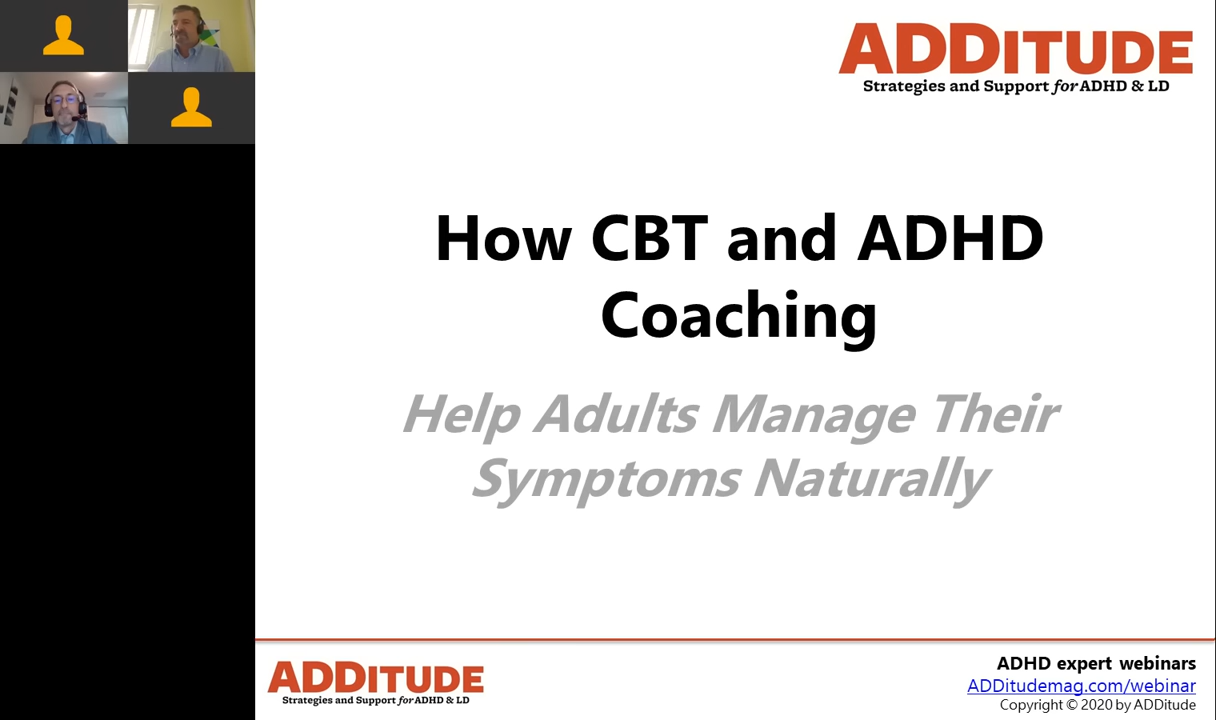 ADDITUDE
Strategies and Support for ADHD & LD
How CBT and ADHD
Coaching
Help Adults Manage Their
Symptoms Naturally
ADDITUDE
Strategies and Support for ADHD & LD
ADHD expert webinars
ADDitudemag.com/webinar
Copyright © 2020 by ADDitude